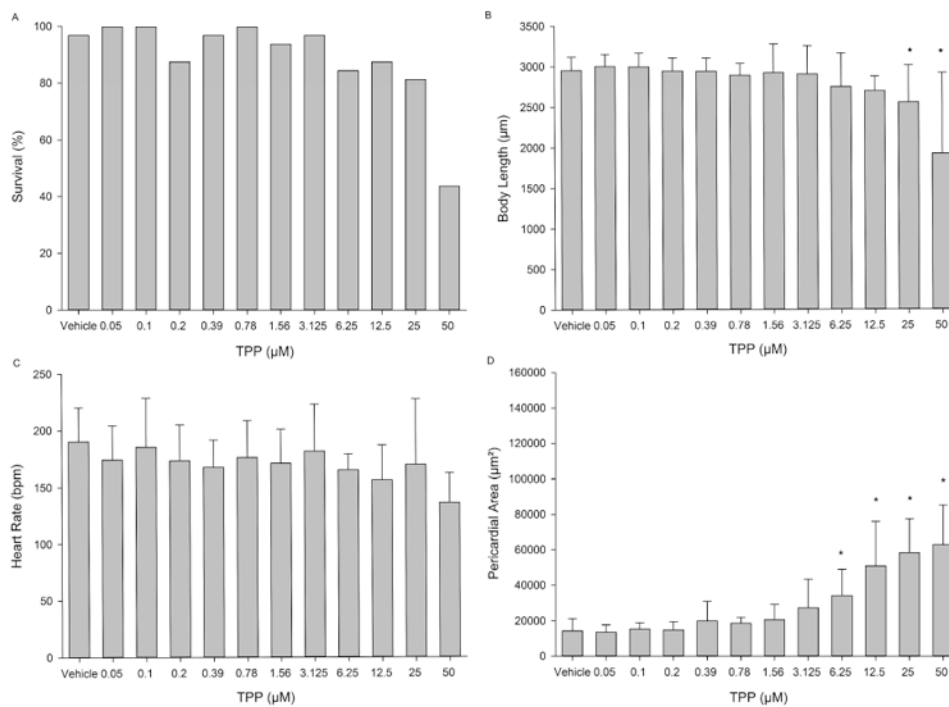 A
100
80
60
40
20
0
Survival (%)
Vehicle 0.05 0.1 0.2 0.39 0.78 1.56 3.125 6.25 12.5 25 50
TPP (µM)
B
3500
3000
2500
2000
1500
1000
500
0
Body Length (µm)
* *
Vehicle 0.05 0.1 0.2 0.39 0.78 1.56 3.125 6.25 12.5 25 50
TPP (µM)
C
250
200
150
100
50
0
Heart Rate (bpm)
Vehicle 0.05 0.1 0.2 0.39 0.78 1.56 3.125 6.25 12.5 25 50
TPP (µM)
D
160000
140000
120000
100000
80000
60000
40000
20000
0
Pericardial Area (µm²)
* * * *
Vehicle 0.05 0.1 0.2 0.39 0.78 1.56 3.125 6.25 12.5 25 50
TPP (µM)